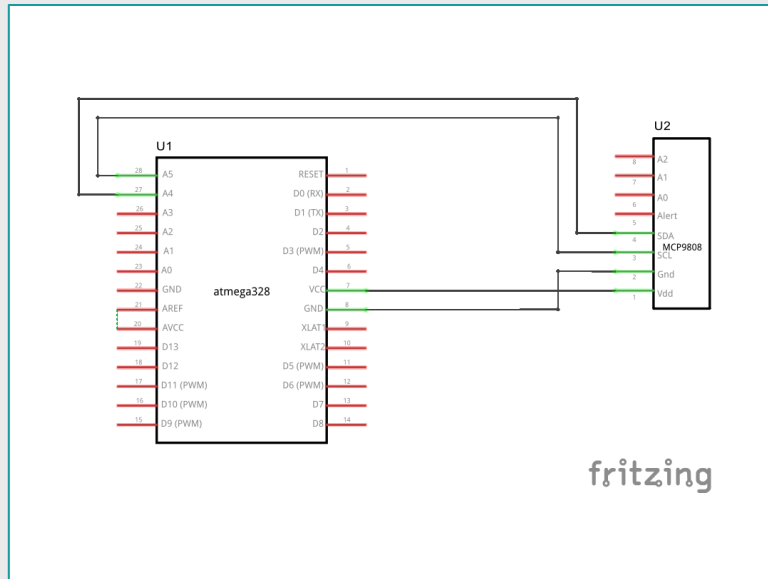 U1
28 A5
27 A4
26 A3
25 A2
24 A1
23 A0
22 GND
21 AREF
20 AVCC
19 D13
18 D12
17 D11 (PWM)
16 D10 (PWM)
15 D9 (PWM)
atmega328
RESET 1
D0 (RX) 2
D1 (TX) 3
D2 4
D3 (PWM) 5
D4 6
VCC 7
GND 8
XLAT1 9
XLAT2 10
D5 (PWM) 11
D6 (PWM) 12
D7 13
D8 14
U2
8 A2
7 A1
6 A0
5 Alert
4 SDA
MCP9808
3 SCL
2 Gnd
1 Vdd
fritzing